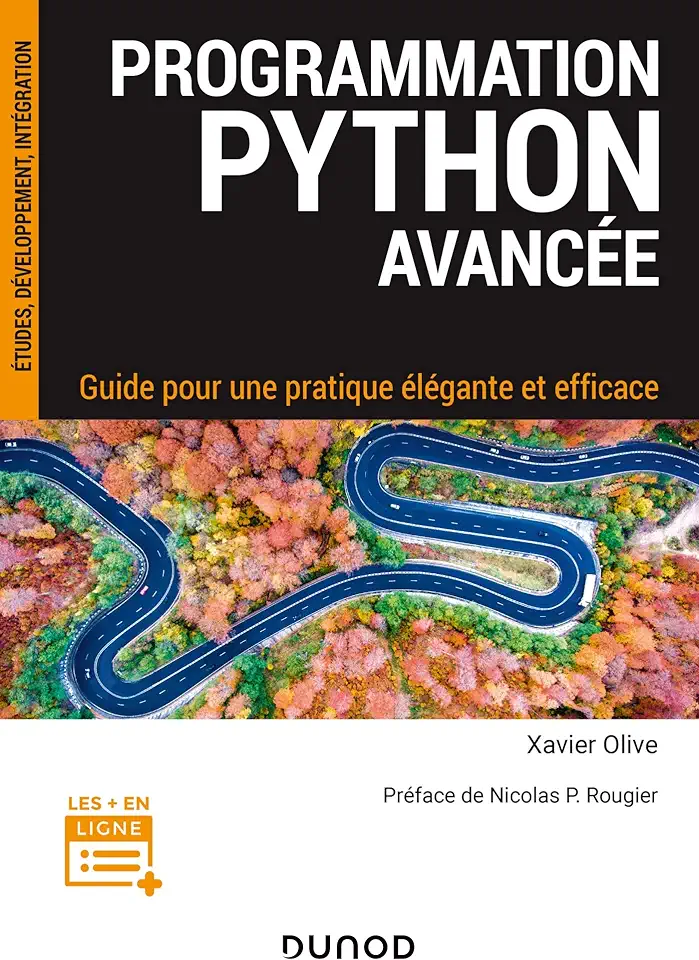 ÉTUDES, DÉVELOPPEMENT, INTÉGRATION
PROGRAMMATION
PYTHON
AVANCÉE
Guide pour une pratique élégante et efficace
Xavier Olive
Préface de Nicolas P. Rougier
LES + EN
LIGNE
DUNOD